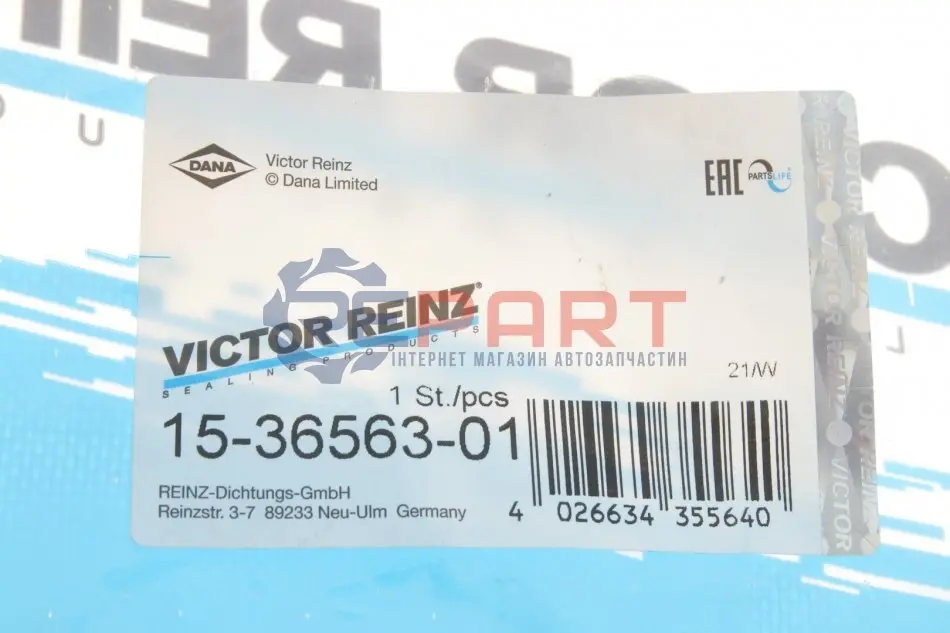 DANA
Victor Reinz
© Dana Limited
EAC
PARTSLIFE
VICTOR REINZ®
SEALING PRODUCTS
PART
ІНТЕРНЕТ МАГАЗИН АВТОЗАПЧАСТИН
21/W
1 St./pcs
15-36563-01
REINZ-Dichtungs-GmbH
Reinzstr. 3-7 89233 Neu-Ulm Germany
4 026634 355640
VICTOR